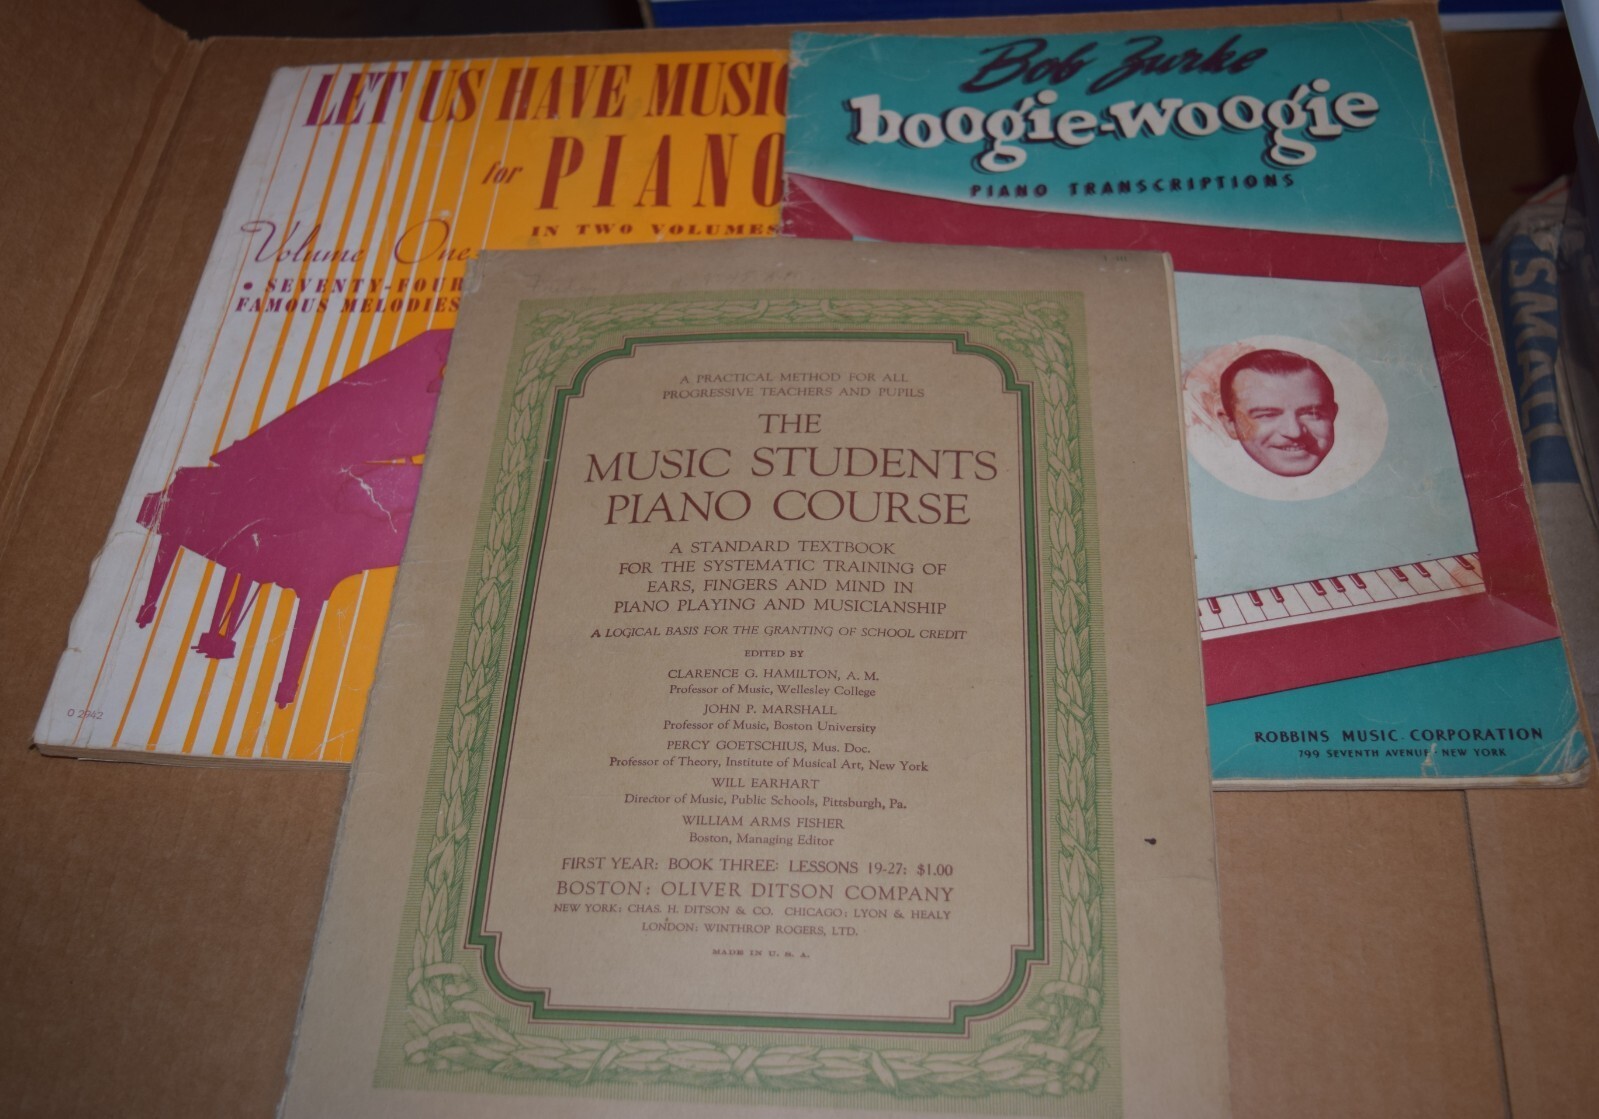 LET US HAVE MUSIC
for PIANO
IN TWO VOLUMES
Volume One
• SEVENTY-FOUR
FAMOUS MELODIES
O 2942
Bob Zurke
boogie-woogie
PIANO TRANSCRIPTIONS
ROBBINS MUSIC CORPORATION
799 SEVENTH AVENUE · NEW YORK
SMALL
A PRACTICAL METHOD FOR ALL
PROGRESSIVE TEACHERS AND PUPILS
THE
MUSIC STUDENTS
PIANO COURSE
A STANDARD TEXTBOOK
FOR THE SYSTEMATIC TRAINING OF
EARS, FINGERS AND MIND IN
PIANO PLAYING AND MUSICIANSHIP
A LOGICAL BASIS FOR THE GRANTING OF SCHOOL CREDIT
EDITED BY
CLARENCE G. HAMILTON, A. M.
Professor of Music, Wellesley College
JOHN P. MARSHALL
Professor of Music, Boston University
PERCY GOETSCHIUS, Mus. Doc.
Professor of Theory, Institute of Musical Art, New York
WILL EARHART
Director of Music, Public Schools, Pittsburgh, Pa.
WILLIAM ARMS FISHER
Boston, Managing Editor
FIRST YEAR: BOOK THREE: LESSONS 19-27: $1.00
BOSTON: OLIVER DITSON COMPANY
NEW YORK: CHAS. H. DITSON & CO. CHICAGO: LYON & HEALY
LONDON: WINTHROP ROGERS, LTD.
MADE IN U. S. A.